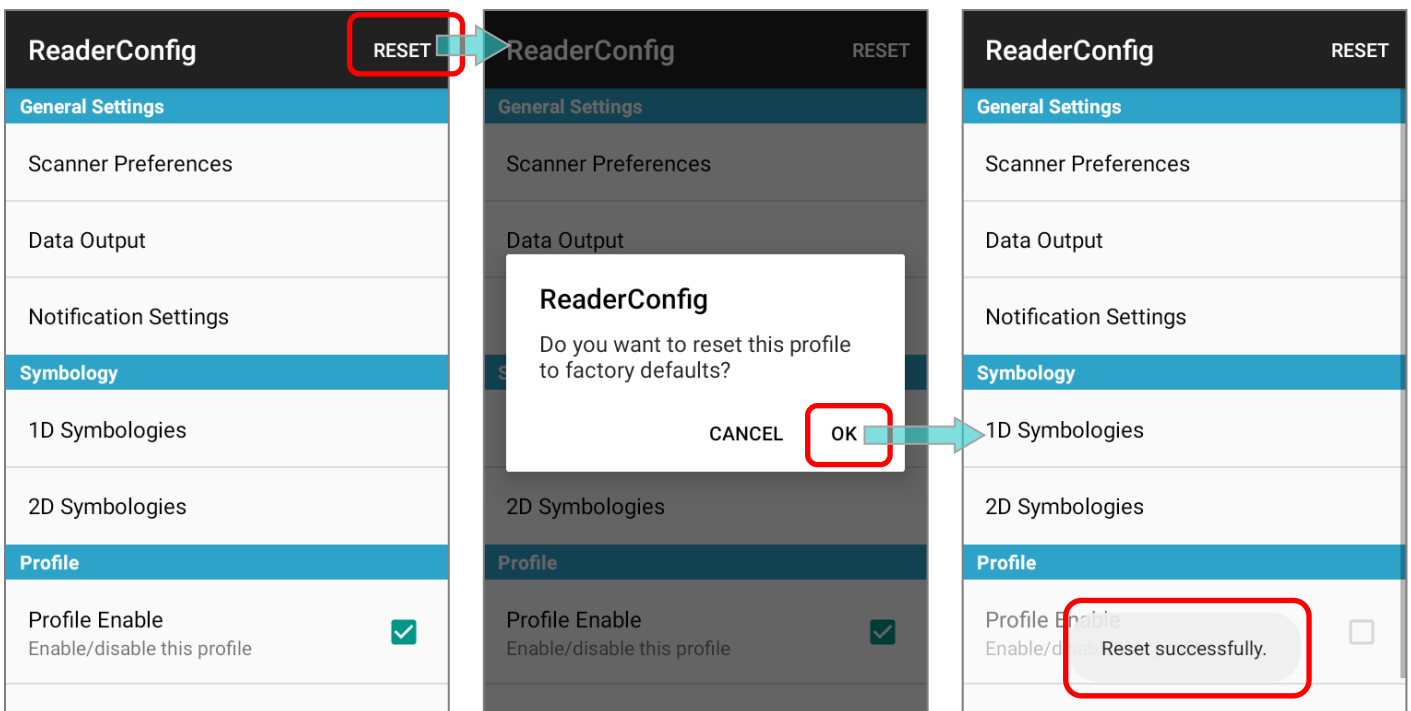 ReaderConfig
RESET
General Settings
Scanner Preferences
Data Output
Notification Settings
Symbology
1D Symbologies
2D Symbologies
Profile
Profile Enable
Enable/disable this profile
ReaderConfig
RESET
General Settings
Scanner Preferences
Data Output
ReaderConfig
Do you want to reset this profile
to factory defaults?
CANCEL
OK
2D Symbologies
Profile
Profile Enable
Enable/disable this profile
ReaderConfig
RESET
General Settings
Scanner Preferences
Data Output
Notification Settings
Symbology
1D Symbologies
2D Symbologies
Profile
Profile Enable
Reset successfully.